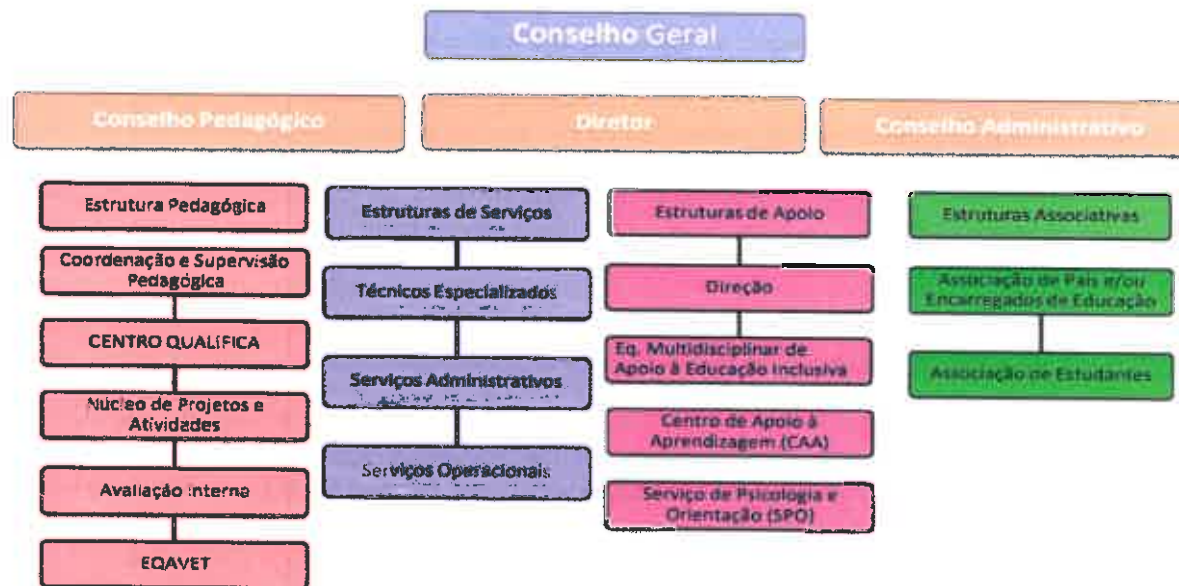 Conselho Geral
Conselho Pedagógico
Diretor
Conselho Administrativo
Estrutura Pedagógica
Coordenação e Supervisão
Pedagógica
CENTRO QUALIFICA
Núcleo de Projetos e
Atividades
Avaliação Interna
EQAVET
Estruturas de Serviços
Técnicos Especializados
Serviços Administrativos
Serviços Operacionais
Estruturas de Apoio
Direção
Eq. Multidisciplinar de
Apoio à Educação Inclusiva
Centro de Apoio à
Aprendizagem (CAA)
Serviço de Psicologia e
Orientação (SPO)
Estruturas Associativas
Associação de Pais e/ou
Encarregados de Educação
Associação de Estudantes